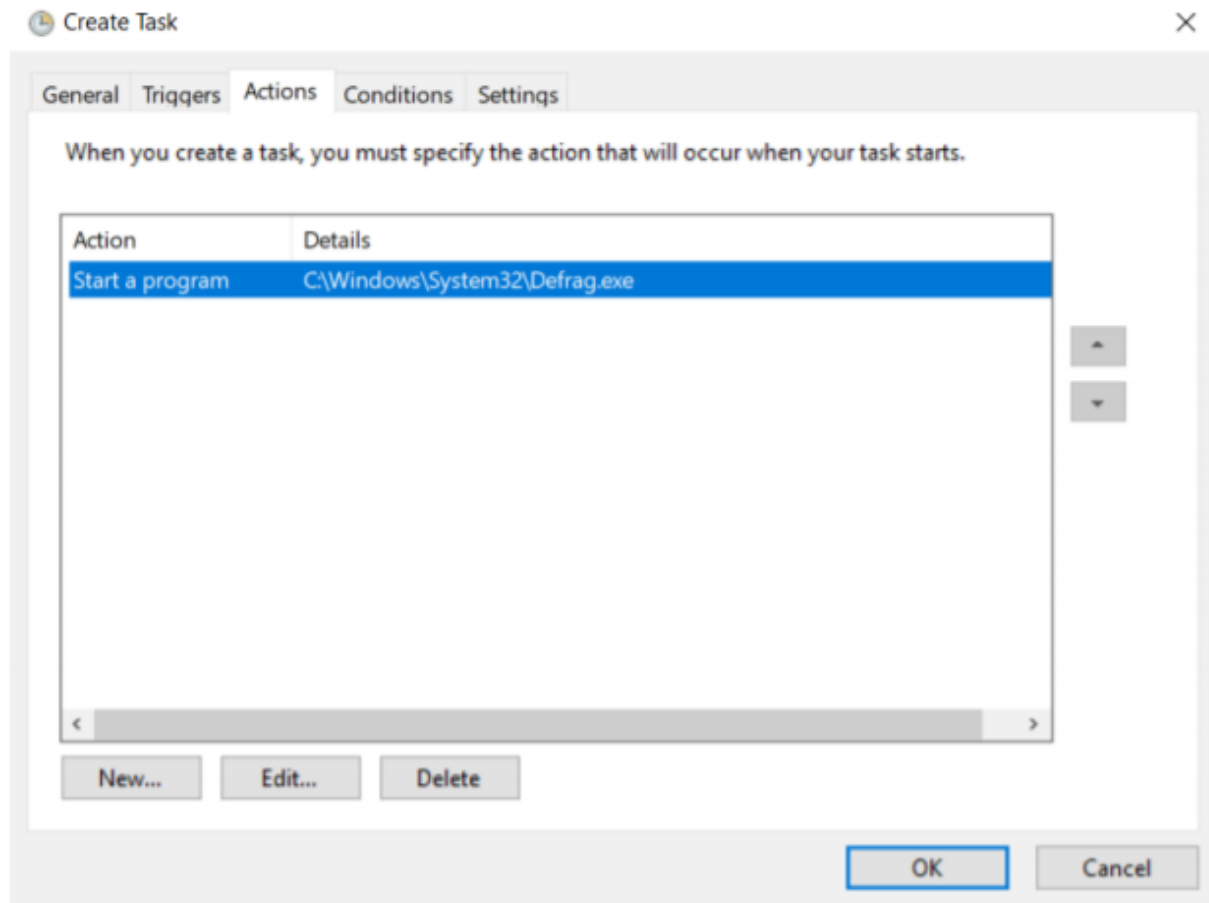 Create Task
General Triggers Actions Conditions Settings
When you create a task, you must specify the action that will occur when your task starts.
Action Details
Start a program C:\Windows\System32\Defrag.exe
New... Edit... Delete
OK Cancel